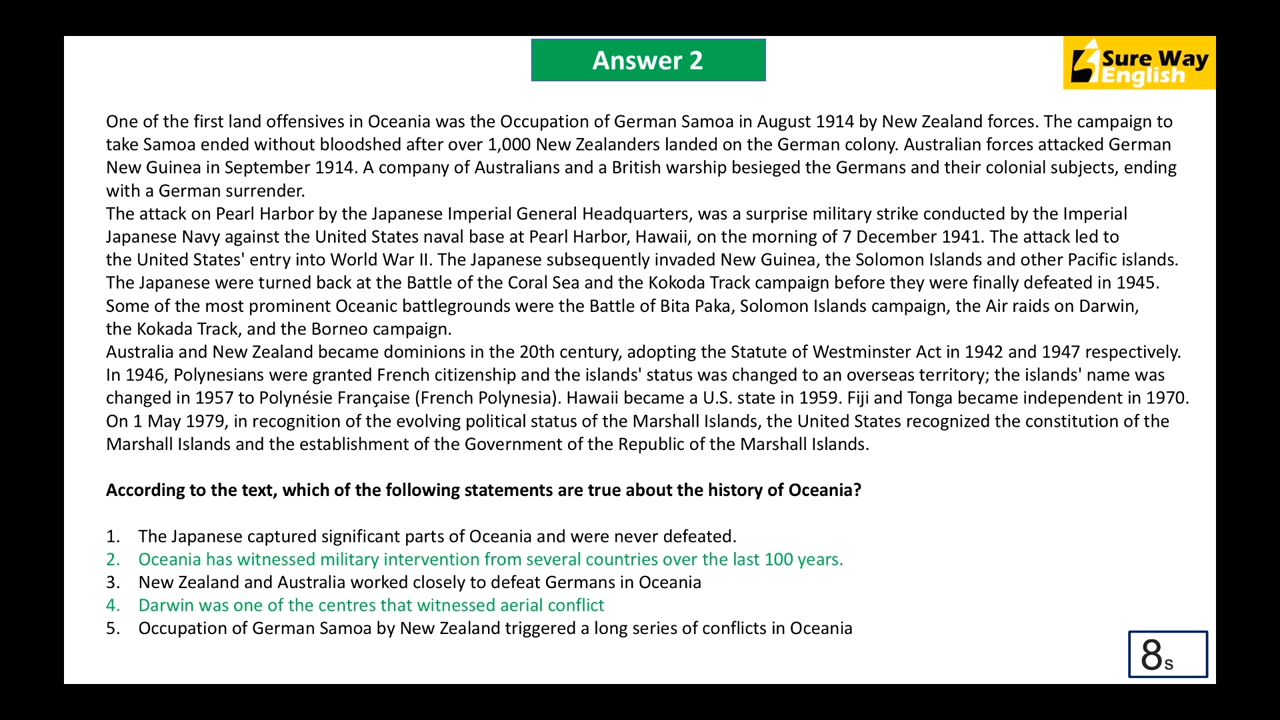 Answer 2
Sure Way
English
One of the first land offensives in Oceania was the Occupation of German Samoa in August 1914 by New Zealand forces. The campaign to
take Samoa ended without bloodshed after over 1,000 New Zealanders landed on the German colony. Australian forces attacked German
New Guinea in September 1914. A company of Australians and a British warship besieged the Germans and their colonial subjects, ending
with a German surrender.
The attack on Pearl Harbor by the Japanese Imperial General Headquarters, was a surprise military strike conducted by the Imperial
Japanese Navy against the United States naval base at Pearl Harbor, Hawaii, on the morning of 7 December 1941. The attack led to
the United States' entry into World War II. The Japanese subsequently invaded New Guinea, the Solomon Islands and other Pacific islands.
The Japanese were turned back at the Battle of the Coral Sea and the Kokoda Track campaign before they were finally defeated in 1945.
Some of the most prominent Oceanic battlegrounds were the Battle of Bita Paka, Solomon Islands campaign, the Air raids on Darwin,
the Kokada Track, and the Borneo campaign.
Australia and New Zealand became dominions in the 20th century, adopting the Statute of Westminster Act in 1942 and 1947 respectively.
In 1946, Polynesians were granted French citizenship and the islands' status was changed to an overseas territory; the islands' name was
changed in 1957 to Polynésie Française (French Polynesia). Hawaii became a U.S. state in 1959. Fiji and Tonga became independent in 1970.
On 1 May 1979, in recognition of the evolving political status of the Marshall Islands, the United States recognized the constitution of the
Marshall Islands and the establishment of the Government of the Republic of the Marshall Islands.
According to the text, which of the following statements are true about the history of Oceania?
1. The Japanese captured significant parts of Oceania and were never defeated.
2. Oceania has witnessed military intervention from several countries over the last 100 years.
3. New Zealand and Australia worked closely to defeat Germans in Oceania
4. Darwin was one of the centres that witnessed aerial conflict
5. Occupation of German Samoa by New Zealand triggered a long series of conflicts in Oceania
8s